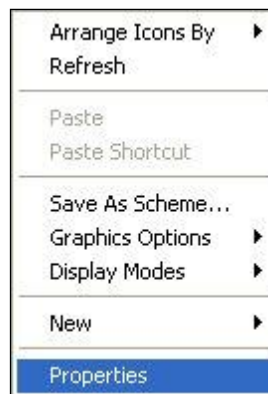 Arrange Icons By
Refresh
Paste
Paste Shortcut
Save As Scheme...
Graphics Options
Display Modes
New
Properties